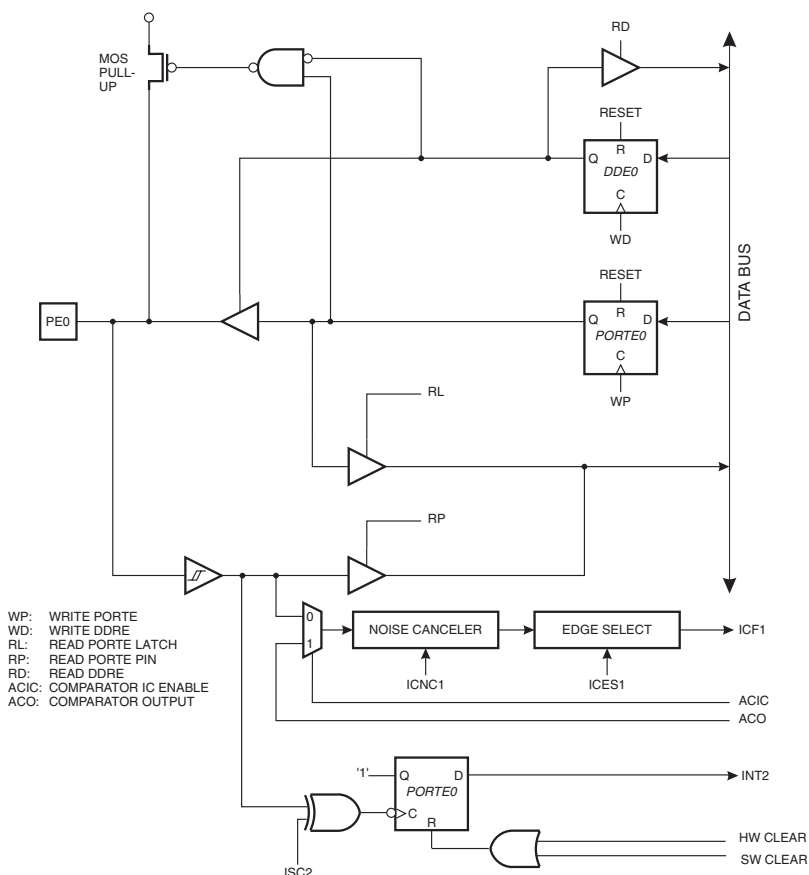 RD
MOS
PULL-
UP
RESET
R
Q
D
DDE0
C
WD
DATA BUS
RESET
R
Q
D
PORTE0
C
WP
PE0
RL
RP
WP: WRITE PORTE
WD: WRITE DDRE
RL: READ PORTE LATCH
RP: READ PORTE PIN
RD: READ DDRE
ACIC: COMPARATOR IC ENABLE
ACO: COMPARATOR OUTPUT
0
1
NOISE CANCELER
EDGE SELECT
ICF1
ICNC1
ICES1
ACIC
ACO
'1'
Q
D
INT2
PORTE0
C
R
HW CLEAR
SW CLEAR
ISC2